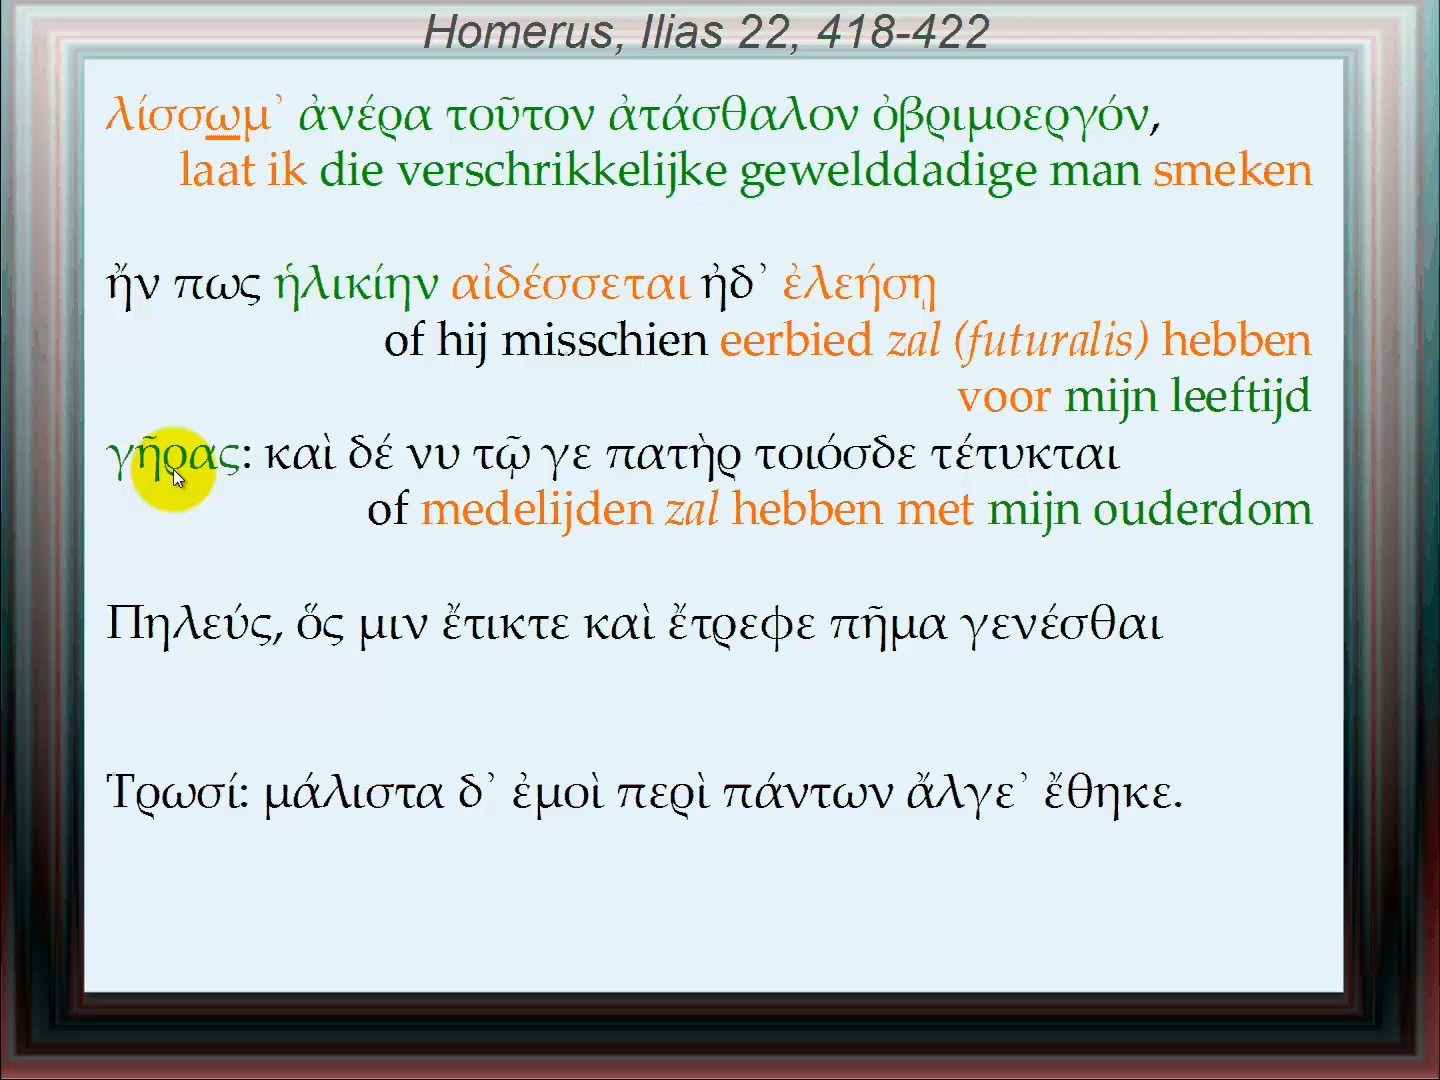 Homerus, Ilias 22, 418-422
λίσσωμ᾽ ἀνέρα τοῦτον ἀτάσθαλον ὀβριμοεργόν,
laat ik die verschrikkelijke gewelddadige man smeken
ἤν πως ἡλικίην αἰδέσσεται ἠδ᾽ ἐλεήσῃ
of hij misschien eerbied zal (futuralis) hebben
voor mijn leeftijd
γῆρας: καὶ δέ νυ τῷ γε πατὴρ τοιόσδε τέτυκται
of medelijden zal hebben met mijn ouderdom
Πηλεύς, ὅς μιν ἔτικτε καὶ ἔτρεφε πῆμα γενέσθαι
Τρωσί: μάλιστα δ᾽ ἐμοὶ περὶ πάντων ἄλγε᾽ ἔθηκε.